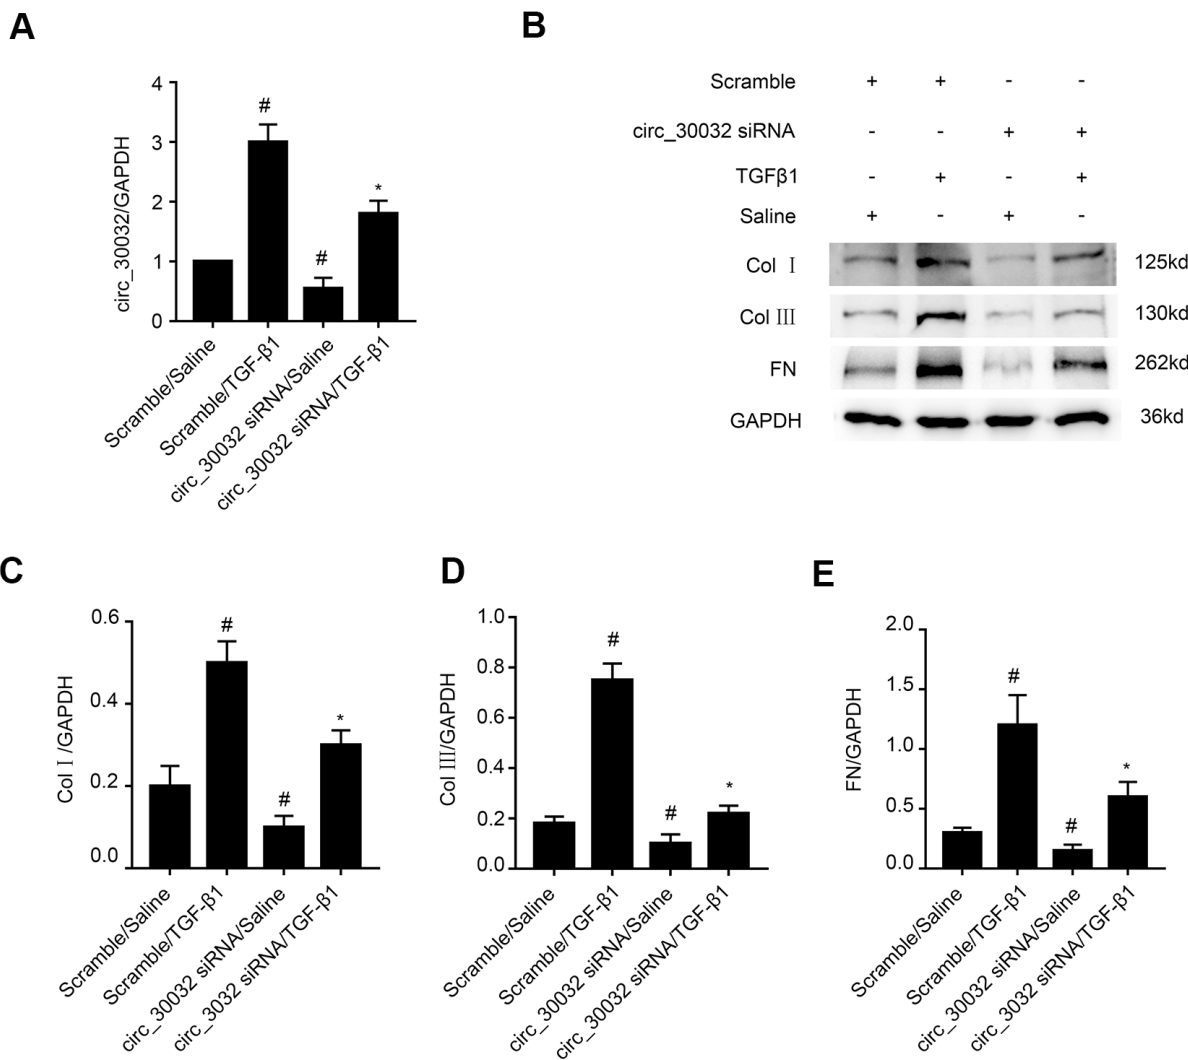 A
4
3
2
1
0
circ_30032/GAPDH
#
#
*
Scramble/Saline
Scramble/TGF-β1
circ_30032 siRNA/Saline
circ_30032 siRNA/TGF-β1
B
Scramble + + - -
circ_30032 siRNA - - + +
TGFβ1 - + - +
Saline + - + -
Col Ⅰ 125kd
Col Ⅲ 130kd
FN 262kd
GAPDH 36kd
C
0.6
0.4
0.2
0.0
Col Ⅰ /GAPDH
#
#
*
Scramble/Saline
Scramble/TGF-β1
circ_30032 siRNA/Saline
circ_3032 siRNA/TGF-β1
D
1.0
0.8
0.6
0.4
0.2
0.0
Col Ⅲ/GAPDH
#
#
*
Scramble/Saline
Scramble/TGF-β1
circ_30032 siRNA/Saline
circ_30032 siRNA/TGF-β1
E
2.0
1.5
1.0
0.5
0.0
FN/GAPDH
#
#
*
Scramble/Saline
Scramble/TGF-β1
circ_30032 siRNA/Saline
circ_3032 siRNA/TGF-β1